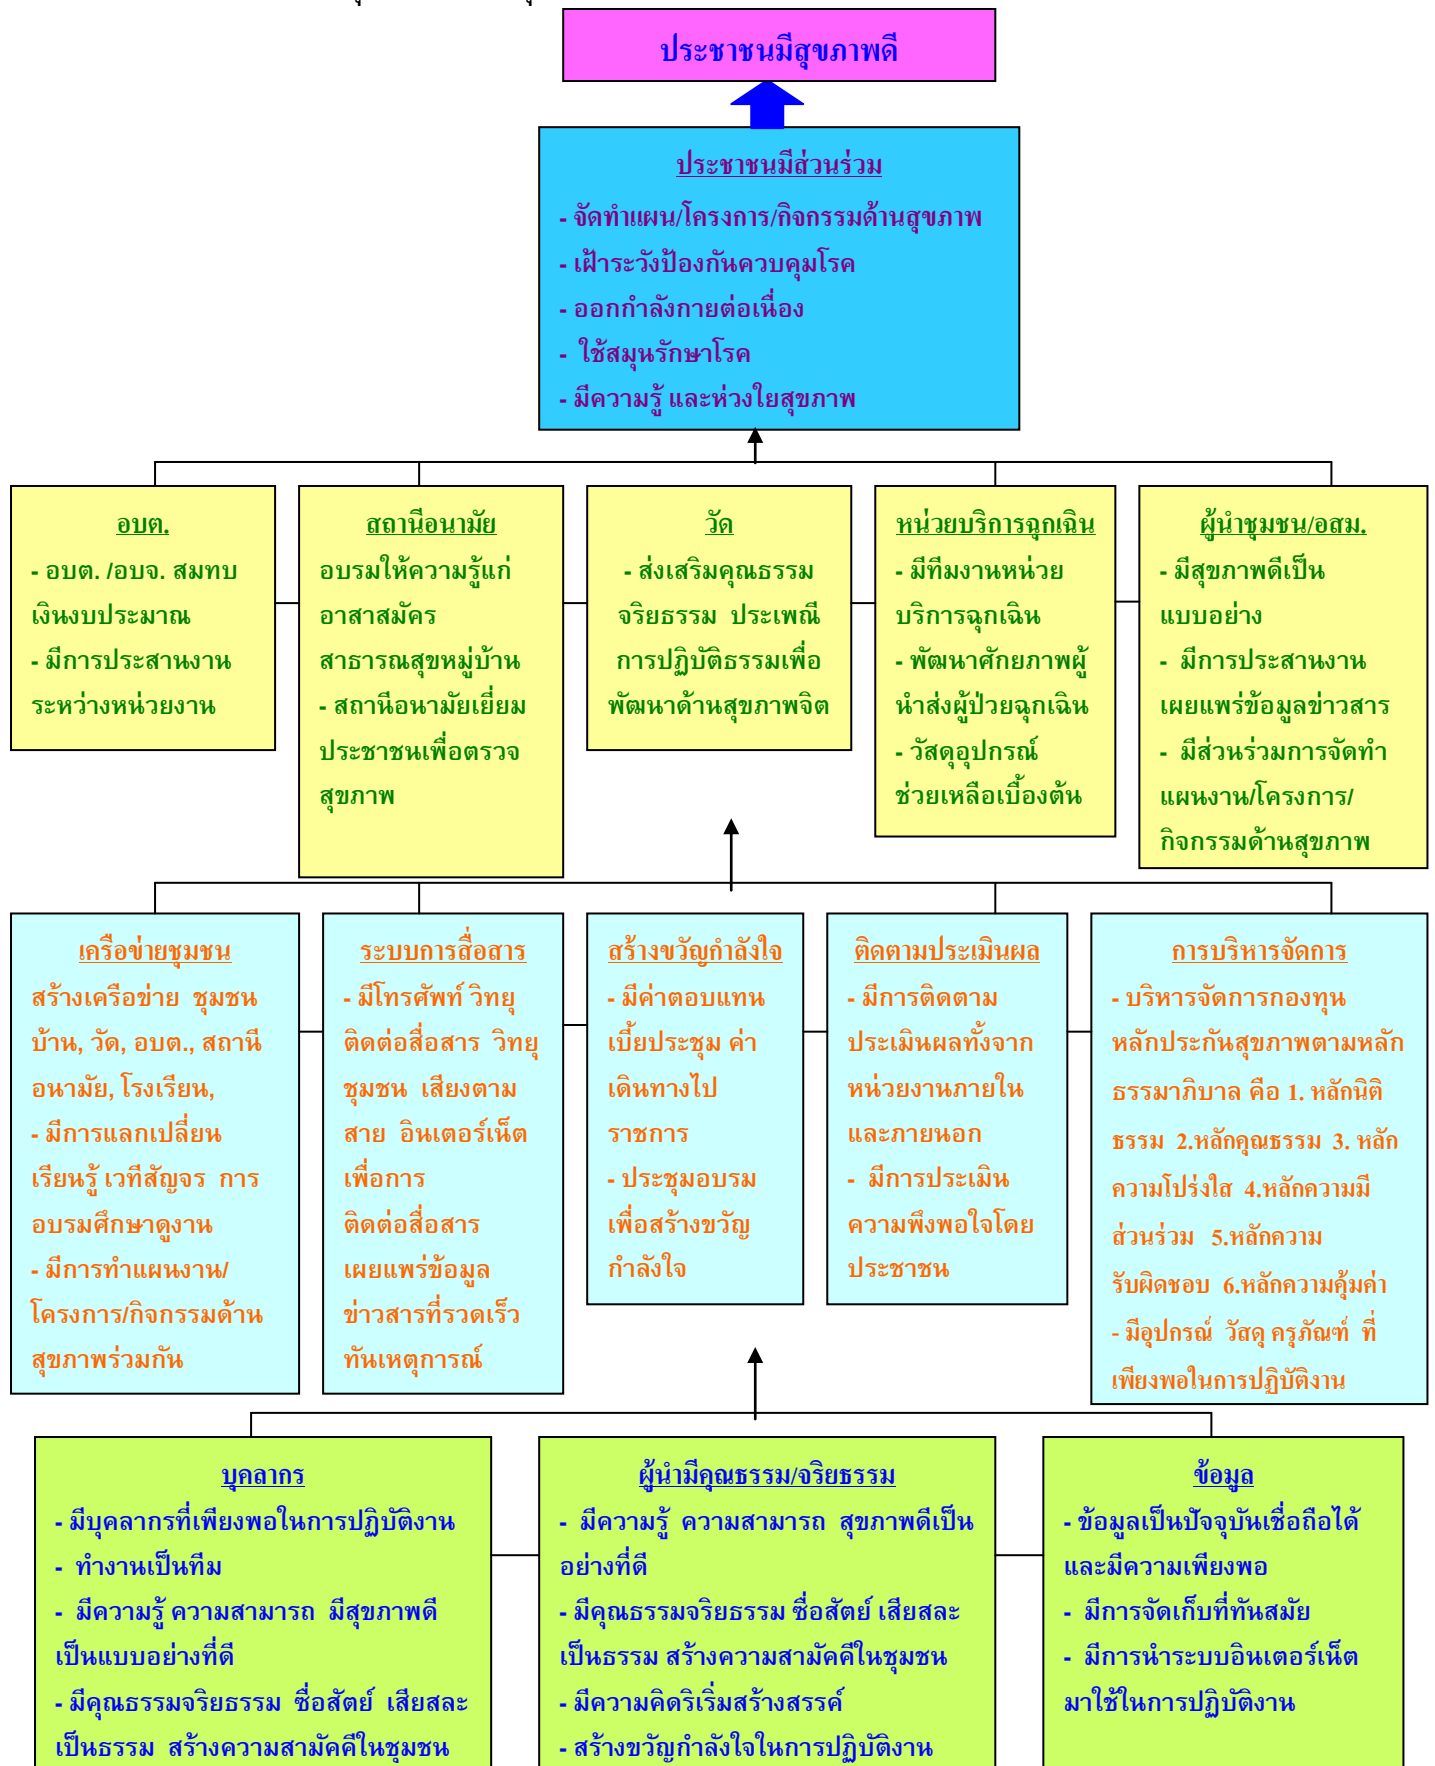 ประชาชนมีสุขภาพดี
ประชาชนมีส่วนร่วม
- จัดทำแผน/โครงการ/กิจกรรมด้านสุขภาพ
- เฝ้าระวังป้องกันควบคุมโรค
- ออกกำลังกายต่อเนื่อง
- ใช้สมุนรักษาโรค
- มีความรู้ และห่วงใยสุขภาพ
อบต.
- อบต. /อบจ. สมทบ
เงินงบประมาณ
- มีการประสานงาน
ระหว่างหน่วยงาน
สถานีอนามัย
อบรมให้ความรู้แก่
อาสาสมัคร
สาธารณสุขหมู่บ้าน
- สถานีอนามัยเยี่ยม
ประชาชนเพื่อตรวจ
สุขภาพ
วัด
- ส่งเสริมคุณธรรม
จริยธรรม ประเพณี
การปฏิบัติธรรมเพื่อ
พัฒนาด้านสุขภาพจิต
หน่วยบริการฉุกเฉิน
- มีทีมงานหน่วย
บริการฉุกเฉิน
- พัฒนาศักยภาพผู้
นำส่งผู้ป่วยฉุกเฉิน
- วัสดุอุปกรณ์
ช่วยเหลือเบื้องต้น
ผู้นำชุมชน/อสม.
- มีสุขภาพดีเป็น
แบบอย่าง
- มีการประสานงาน
เผยแพร่ข้อมูลข่าวสาร
- มีส่วนร่วมการจัดทำ
แผนงาน/โครงการ/
กิจกรรมด้านสุขภาพ
เครือข่ายชุมชน
สร้างเครือข่าย ชุมชน
บ้าน, วัด, อบต., สถานี
อนามัย, โรงเรียน,
- มีการแลกเปลี่ยน
เรียนรู้ เวทีสัญจร การ
อบรมศึกษาดูงาน
- มีการทำแผนงาน/
โครงการ/กิจกรรมด้าน
สุขภาพร่วมกัน
ระบบการสื่อสาร
- มีโทรศัพท์ วิทยุ
ติดต่อสื่อสาร วิทยุ
ชุมชน เสียงตาม
สาย อินเตอร์เน็ต
เพื่อการ
ติดต่อสื่อสาร
เผยแพร่ข้อมูล
ข่าวสารที่รวดเร็ว
ทันเหตุการณ์
สร้างขวัญกำลังใจ
- มีค่าตอบแทน
เบี้ยประชุม ค่า
เดินทางไป
ราชการ
- ประชุมอบรม
เพื่อสร้างขวัญ
กำลังใจ
ติดตามประเมินผล
- มีการติดตาม
ประเมินผลทั้งจาก
หน่วยงานภายใน
และภายนอก
- มีการประเมิน
ความพึงพอใจโดย
ประชาชน
การบริหารจัดการ
- บริหารจัดการกองทุน
หลักประกันสุขภาพตามหลัก
ธรรมาภิบาล คือ 1. หลักนิติ
ธรรม 2.หลักคุณธรรม 3. หลัก
ความโปร่งใส 4.หลักความมี
ส่วนร่วม 5.หลักความ
รับผิดชอบ 6.หลักความคุ้มค่า
- มีอุปกรณ์ วัสดุ ครุภัณฑ์ ที่
เพียงพอในการปฏิบัติงาน
บุคลากร
- มีบุคลากรที่เพียงพอในการปฏิบัติงาน
- ทำงานเป็นทีม
- มีความรู้ ความสามารถ มีสุขภาพดี
เป็นแบบอย่างที่ดี
- มีคุณธรรมจริยธรรม ซื่อสัตย์ เสียสละ
เป็นธรรม สร้างความสามัคคีในชุมชน
ผู้นำมีคุณธรรม/จริยธรรม
- มีความรู้ ความสามารถ สุขภาพดีเป็น
อย่างที่ดี
- มีคุณธรรมจริยธรรม ซื่อสัตย์ เสียสละ
เป็นธรรม สร้างความสามัคคีในชุมชน
- มีความคิดริเริ่มสร้างสรรค์
- สร้างขวัญกำลังใจในการปฏิบัติงาน
ข้อมูล
- ข้อมูลเป็นปัจจุบันเชื่อถือได้
และมีความเพียงพอ
- มีการจัดเก็บที่ทันสมัย
- มีการนำระบบอินเตอร์เน็ต
มาใช้ในการปฏิบัติงาน